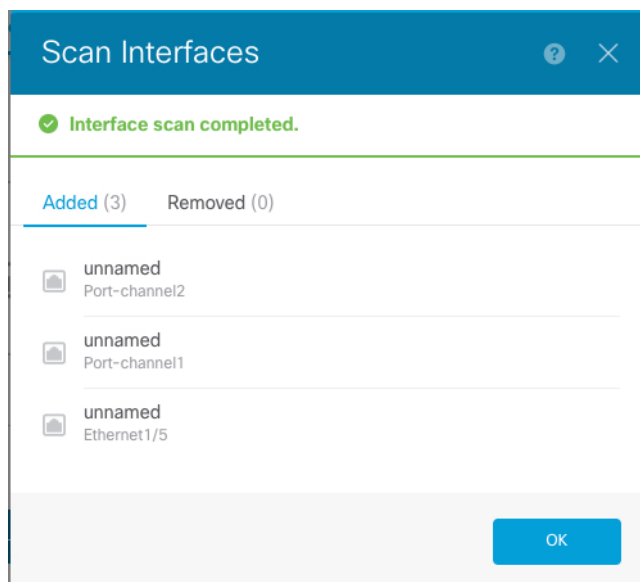 Scan Interfaces
Interface scan completed.
Added (3) Removed (0)
unnamed
Port-channel2
unnamed
Port-channel1
unnamed
Ethernet1/5
OK